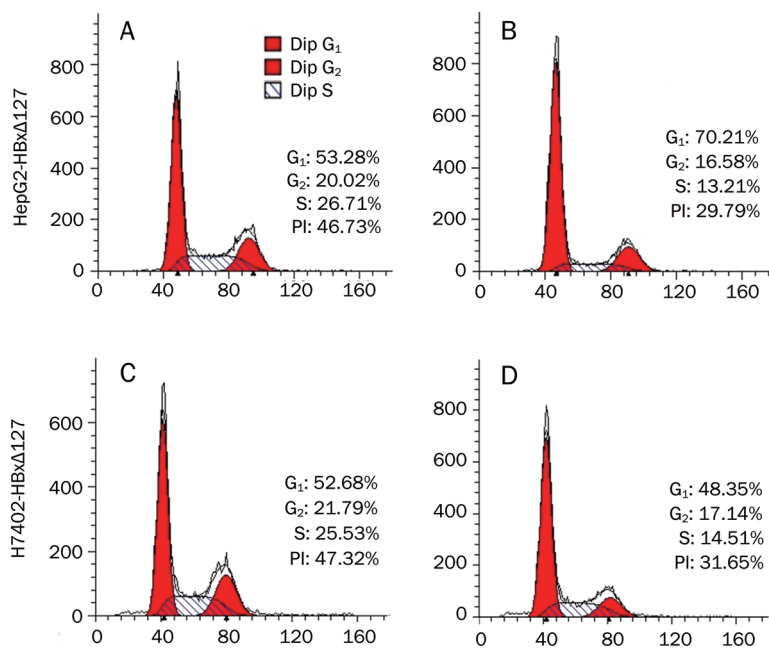 A
Dip G₁
Dip G₂
Dip S
HepG2-HBxΔ127
G₁: 53.28%
G₂: 20.02%
S: 26.71%
PI: 46.73%
800
600
400
200
0
0 40 80 120 160
B
G₁: 70.21%
G₂: 16.58%
S: 13.21%
PI: 29.79%
800
600
400
200
0
0 40 80 120 160
C
H7402-HBxΔ127
G₁: 52.68%
G₂: 21.79%
S: 25.53%
PI: 47.32%
600
400
200
0
0 40 80 120 160
D
G₁: 48.35%
G₂: 17.14%
S: 14.51%
PI: 31.65%
800
600
400
200
0
0 40 80 120 160